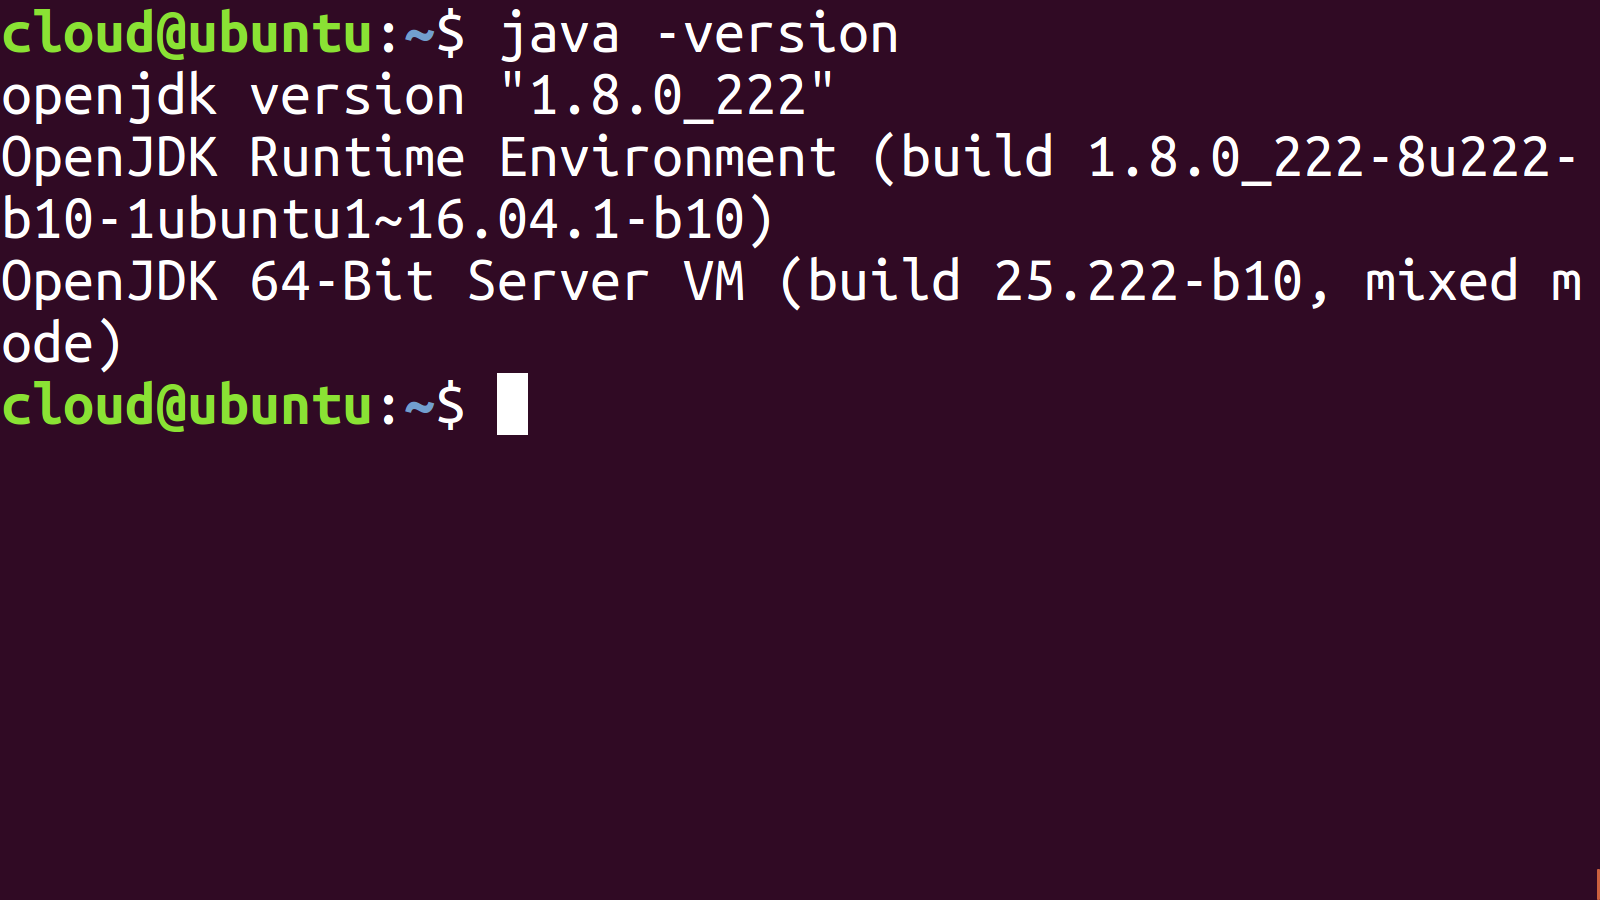 cloud@ubuntu:~$ java -version
openjdk version "1.8.0_222"
OpenJDK Runtime Environment (build 1.8.0_222-8u222-
b10-1ubuntu1~16.04.1-b10)
OpenJDK 64-Bit Server VM (build 25.222-b10, mixed m
ode)
cloud@ubuntu:~$